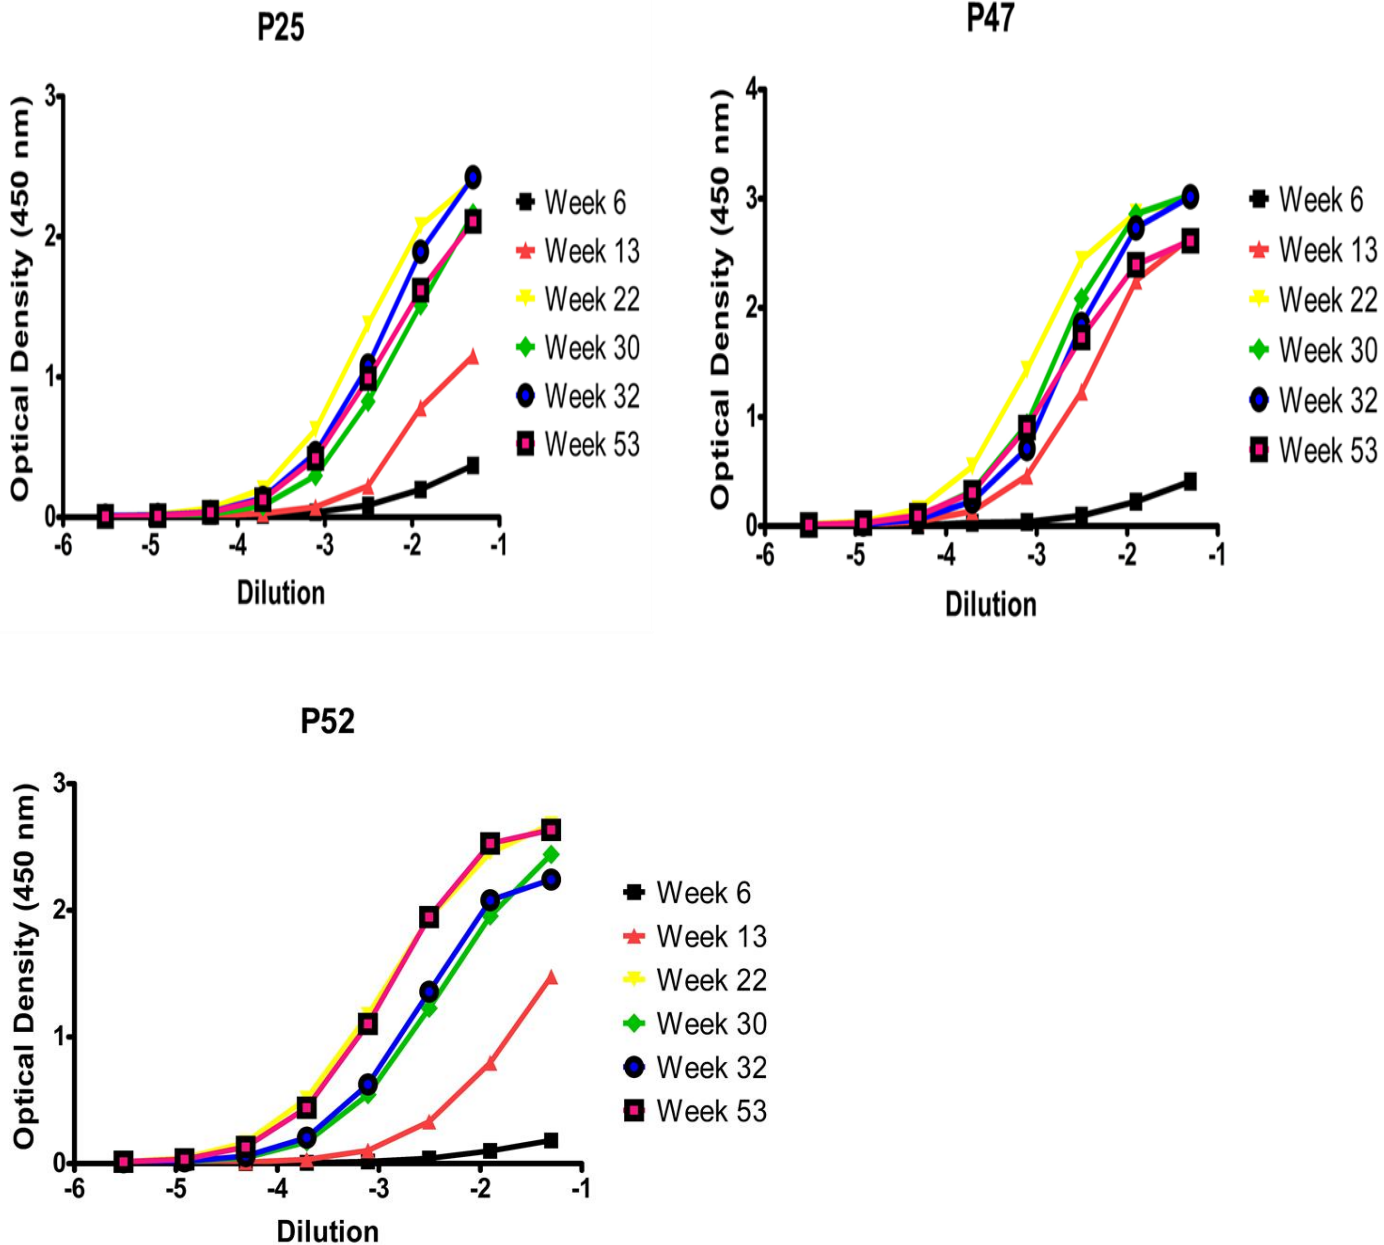 P25
Optical Density (450 nm)
3
2
1
0
-6 -5 -4 -3 -2 -1
Dilution
Week 6
Week 13
Week 22
Week 30
Week 32
Week 53
P47
Optical Density (450 nm)
4
3
2
1
0
-6 -5 -4 -3 -2 -1
Dilution
Week 6
Week 13
Week 22
Week 30
Week 32
Week 53
P52
Optical Density (450 nm)
3
2
1
0
-6 -5 -4 -3 -2 -1
Dilution
Week 6
Week 13
Week 22
Week 30
Week 32
Week 53